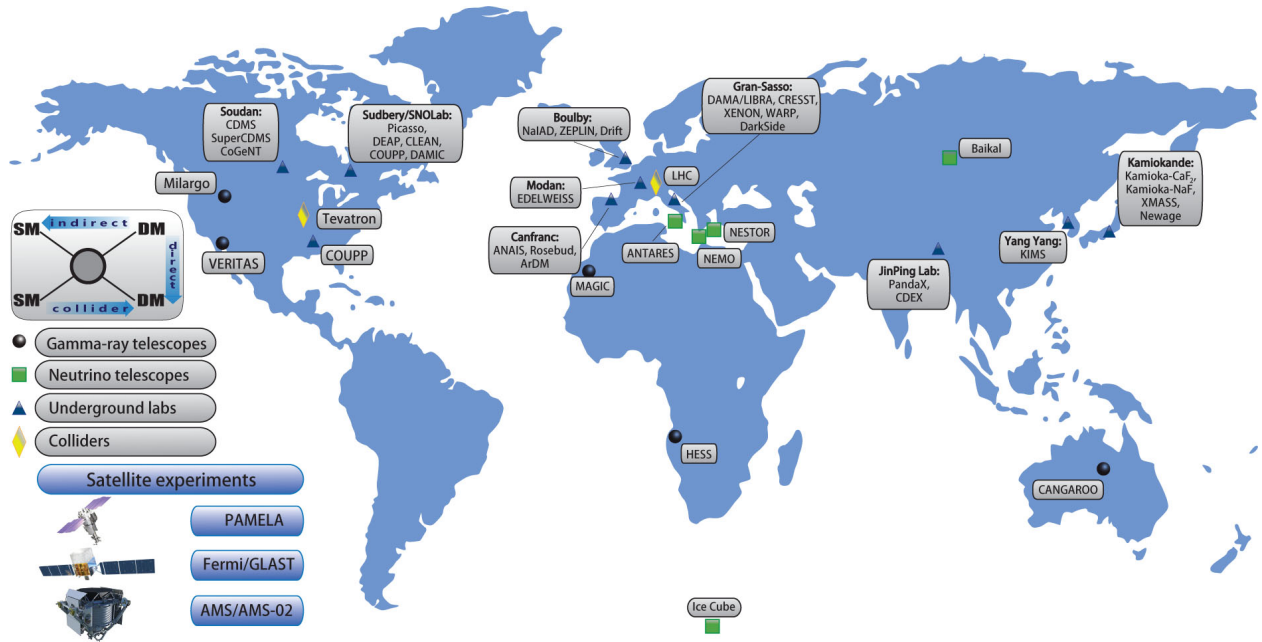 Soudan:
CDMS
SuperCDMS
CoGeNT
Sudbery/SNOLab:
Picasso,
DEAP, CLEAN,
COUPP, DAMIC
Boulby:
NaIAD, ZEPLIN, Drift
Gran-Sasso:
DAMA/LIBRA, CRESST,
XENON, WARP,
DarkSide
Baikal
Kamiokande:
Kamioka-CaF₂,
Kamioka-NaF,
XMASS,
Newage
Milargo
Modan:
EDELWEISS
LHC
Tevatron
VERITAS
COUPP
Canfranc:
ANAIS, Rosebud,
ArDM
ANTARES
NESTOR
NEMO
MAGIC
Yang Yang:
KIMS
JinPing Lab:
PandaX,
CDEX
SM indirect DM
direct
SM collider DM
Gamma-ray telescopes
Neutrino telescopes
Underground labs
Colliders
HESS
CANGAROO
Satellite experiments
PAMELA
Fermi/GLAST
AMS/AMS-02
Ice Cube